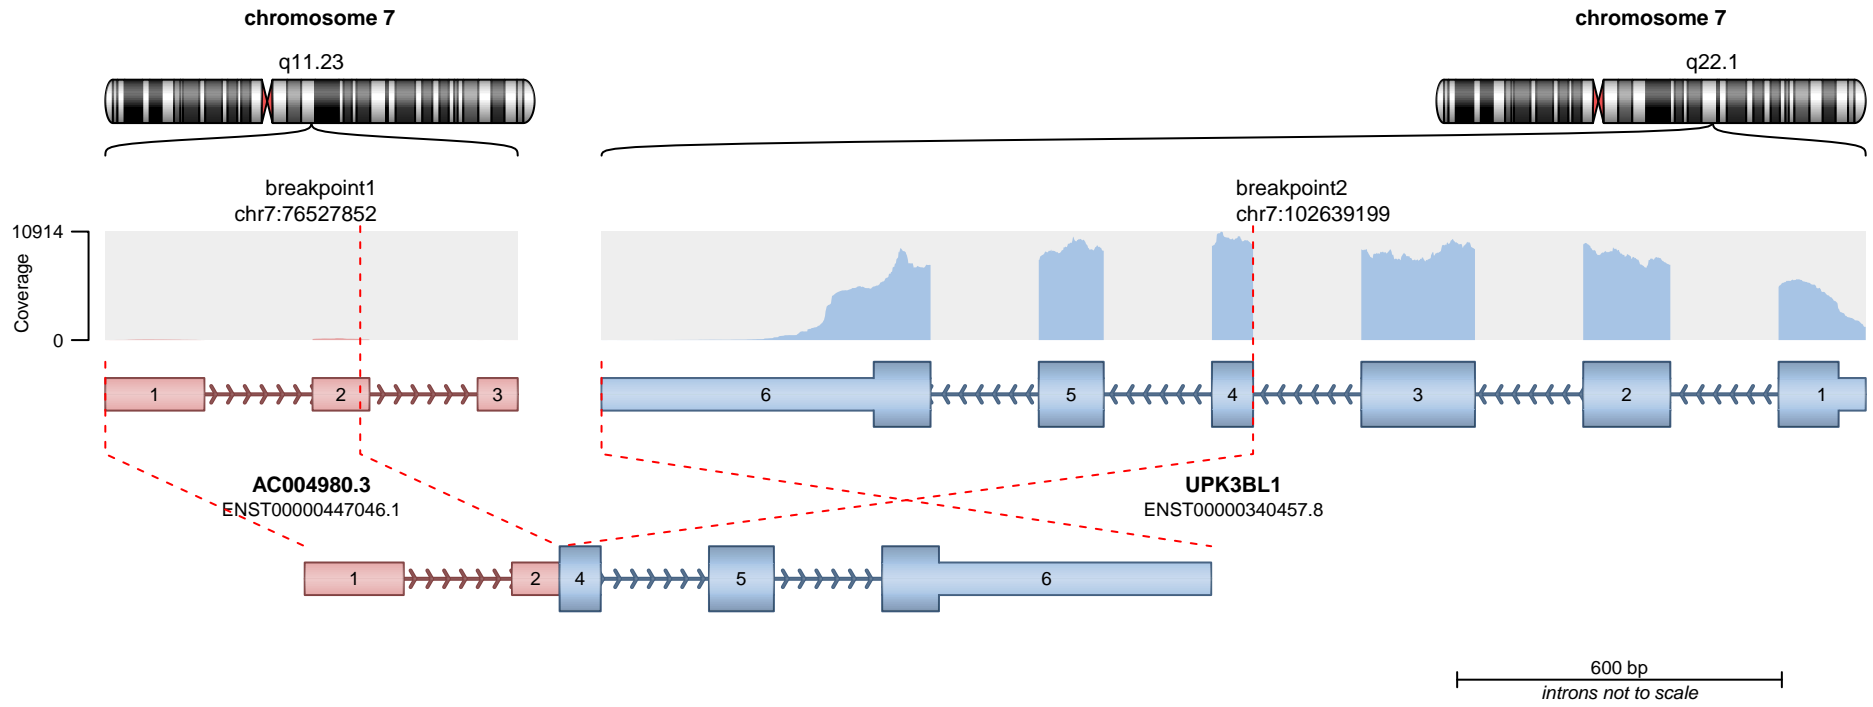 chromosome 7
chromosome 7
q11.23
q22.1
breakpoint1
chr7:76527852
breakpoint2
chr7:102639199
10914
Coverage
0
1
2
3
6
5
4
3
2
1
AC004980.3
ENST00000447046.1
UPK3BL1
ENST00000340457.8
1
2
4
5
6
600 bp
introns not to scale